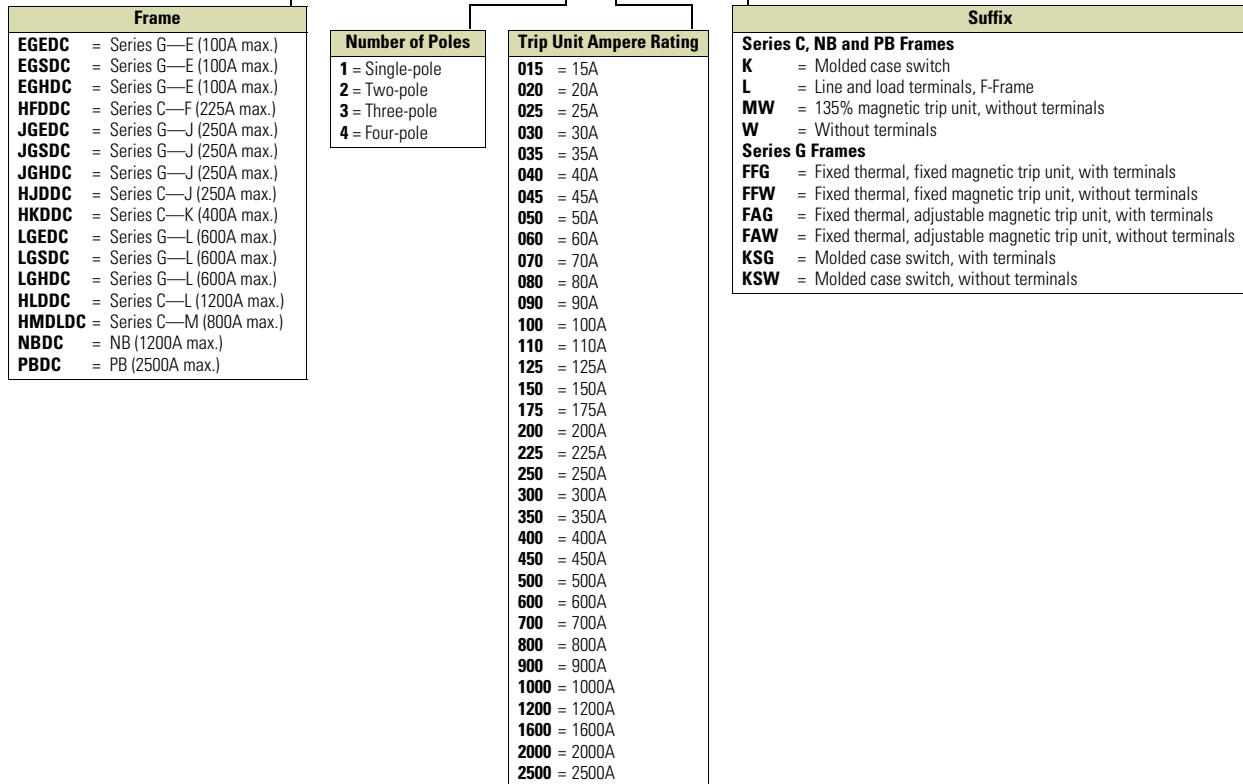 Frame
EGEDC = Series G—E (100A max.)
EGSDC = Series G—E (100A max.)
EGHDC = Series G—E (100A max.)
HFDDC = Series C—F (225A max.)
JGEDC = Series G—J (250A max.)
JGSDC = Series G—J (250A max.)
JGHDC = Series G—J (250A max.)
HJDDC = Series C—J (250A max.)
HKDDC = Series C—K (400A max.)
LGEDC = Series G—L (600A max.)
LGSDC = Series G—L (600A max.)
LGHDC = Series G—L (600A max.)
HLDDC = Series C—L (1200A max.)
HMDLDC = Series C—M (800A max.)
NBDC = NB (1200A max.)
PBDC = PB (2500A max.)
Number of Poles
1 = Single-pole
2 = Two-pole
3 = Three-pole
4 = Four-pole
Trip Unit Ampere Rating
015 = 15A
020 = 20A
025 = 25A
030 = 30A
035 = 35A
040 = 40A
045 = 45A
050 = 50A
060 = 60A
070 = 70A
080 = 80A
090 = 90A
100 = 100A
110 = 110A
125 = 125A
150 = 150A
175 = 175A
200 = 200A
225 = 225A
250 = 250A
300 = 300A
350 = 350A
400 = 400A
450 = 450A
500 = 500A
600 = 600A
700 = 700A
800 = 800A
900 = 900A
1000 = 1000A
1200 = 1200A
1600 = 1600A
2000 = 2000A
2500 = 2500A
Suffix
Series C, NB and PB Frames
K = Molded case switch
L = Line and load terminals, F-Frame
MW = 135% magnetic trip unit, without terminals
W = Without terminals
Series G Frames
FFG = Fixed thermal, fixed magnetic trip unit, with terminals
FFW = Fixed thermal, fixed magnetic trip unit, without terminals
FAG = Fixed thermal, adjustable magnetic trip unit, with terminals
FAW = Fixed thermal, adjustable magnetic trip unit, without terminals
KSG = Molded case switch, with terminals
KSW = Molded case switch, without terminals